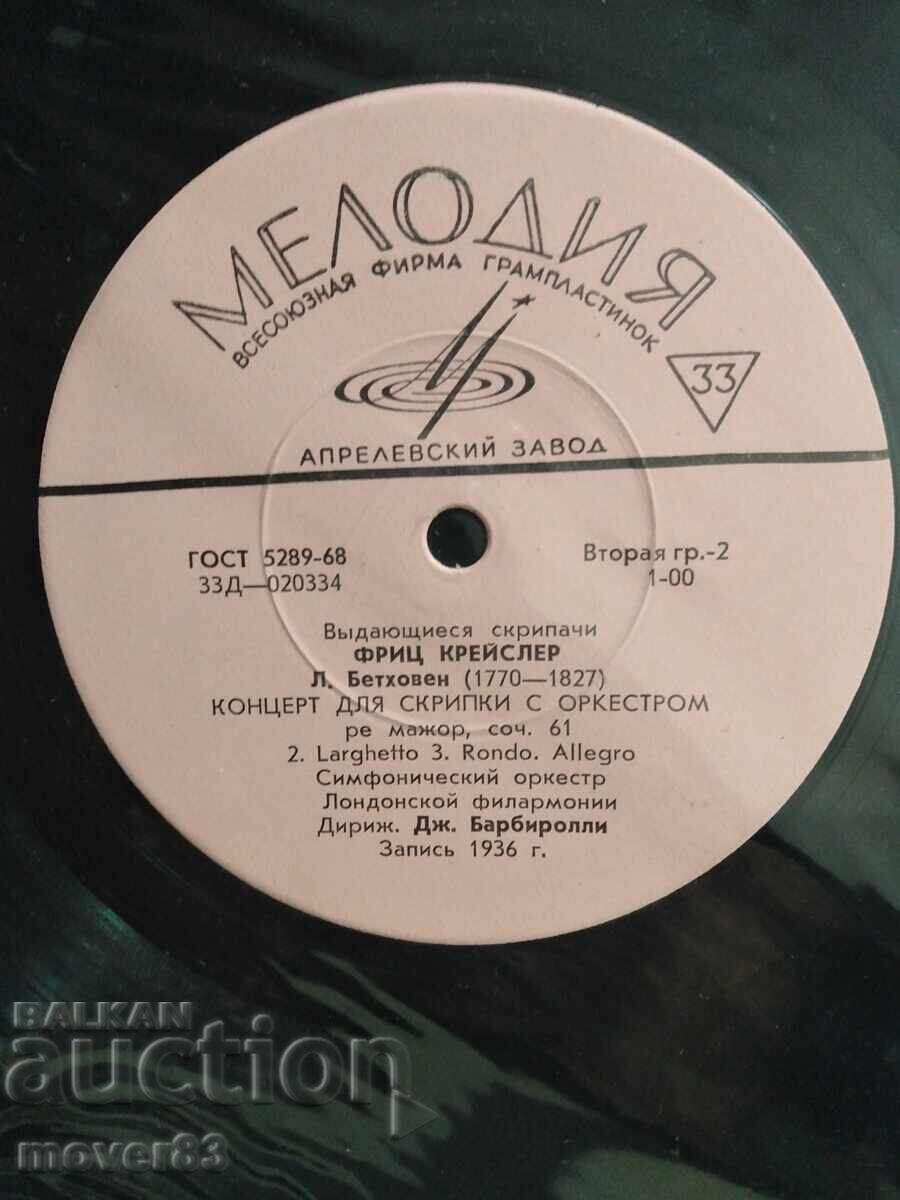 МЕЛОДИЯ
ВСЕСОЮЗНАЯ ФИРМА ГРАМПЛАСТИНОК
33
АПРЕЛЕВСКИЙ ЗАВОД
ГОСТ 5289-68
33Д—020334
Вторая гр.-2
1-00
Выдающиеся скрипачи
ФРИЦ КРЕЙСЛЕР
Л. Бетховен (1770—1827)
КОНЦЕРТ ДЛЯ СКРИПКИ С ОРКЕСТРОМ
ре мажор, соч. 61
2. Larghetto 3. Rondo. Allegro
Симфонический оркестр
Лондонской филармонии
Дириж. Дж. Барбиролли
Запись 1936 г.
BALKAN
auction
mover83